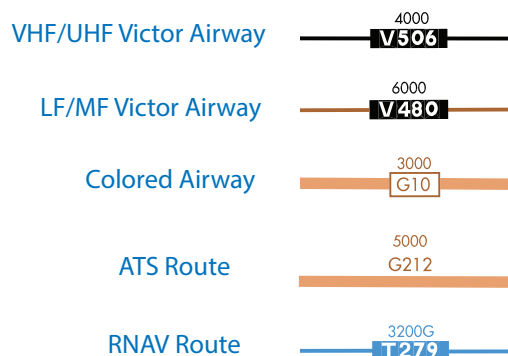 4000
VHF/UHF Victor Airway V506
6000
LF/MF Victor Airway V480
3000
Colored Airway G10
5000
ATS Route G212
3200G
RNAV Route T279